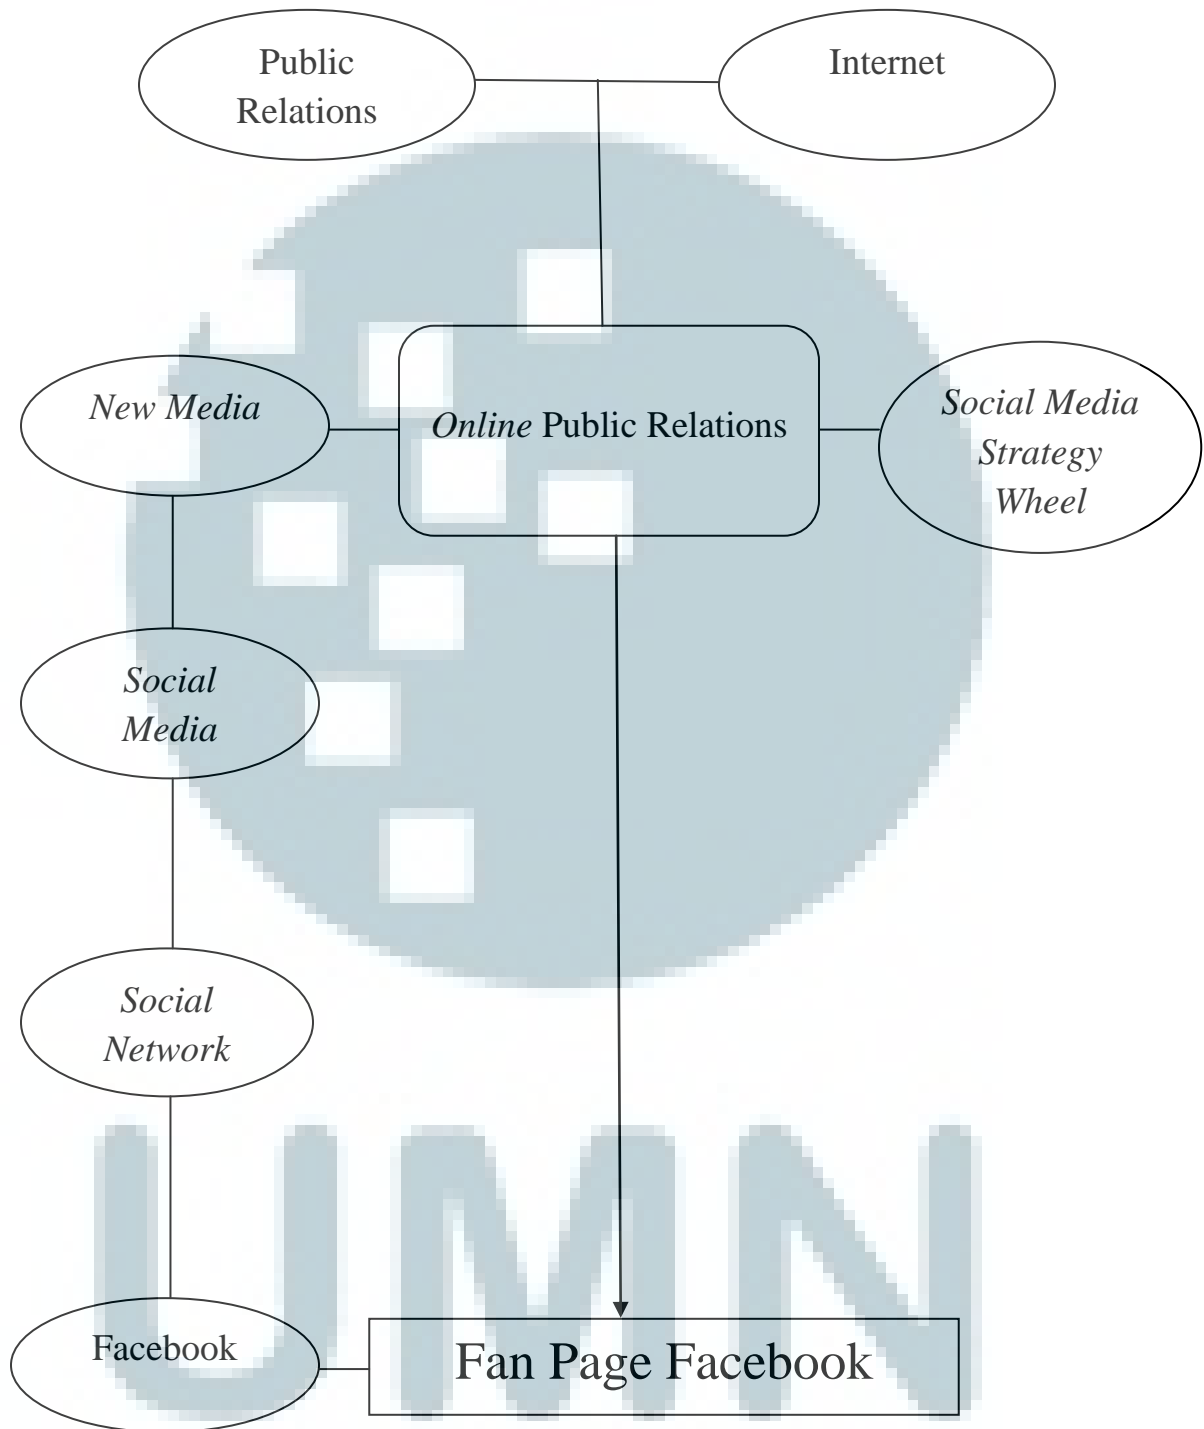 Public
Relations
Internet
New Media
Online Public Relations
Social Media
Strategy
Wheel
Social
Media
Social
Network
Facebook
Fan Page Facebook
UMN